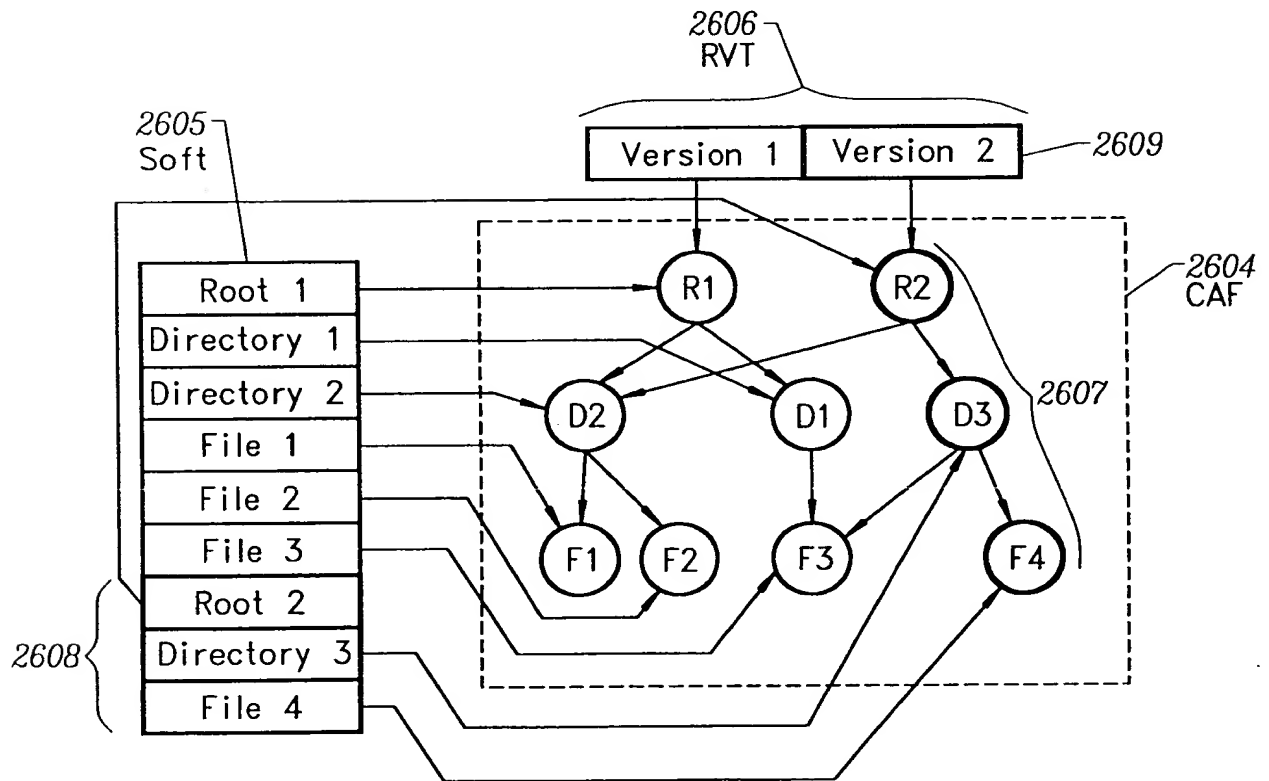 2606
RVT
2605
Soft
Version 1
Version 2
2609
Root 1
Directory 1
Directory 2
File 1
File 2
File 3
Root 2
Directory 3
File 4
2608
R1
R2
2604
CAF
D2
D1
D3
2607
F1
F2
F3
F4